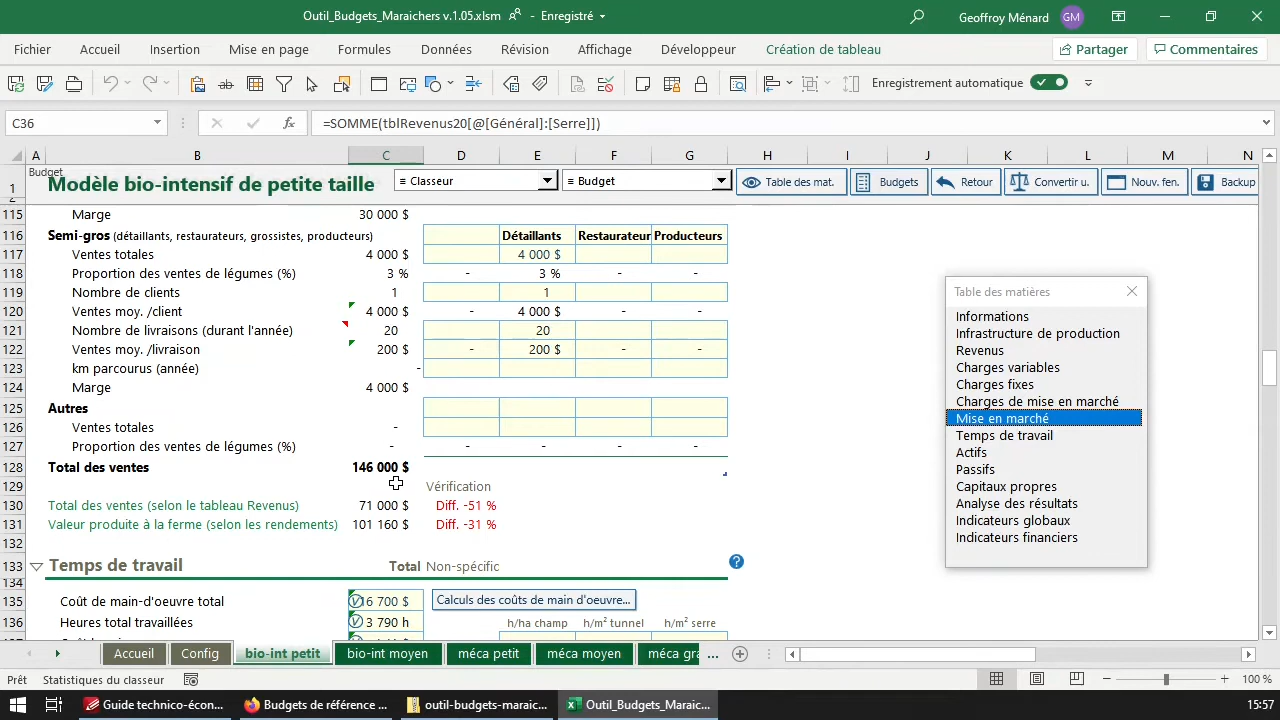 Outil_Budgets_Maraichers v.1.05.xlsm - Enregistré
Geoffroy Ménard GM
Fichier Accueil Insertion Mise en page Formules Données Révision Affichage Développeur Création de tableau Partager Commentaires
Enregistrement automatique
C36 fx =SOMME(tblRevenus20[@[Général]:[Serre]])
A B C D E F G H I J K L M N
Budget
1 Modèle bio-intensif de petite taille ≡ Classeur ≡ Budget Table des mat. Budgets Retour Convertir u. Nouv. fen. Backup
2
115 Marge 30 000 $
116 Semi-gros (détaillants, restaurateurs, grossistes, producteurs) Détaillants Restaurateur Producteurs
117 Ventes totales 4 000 $ 4 000 $
118 Proportion des ventes de légumes (%) 3 % - 3 % - -
119 Nombre de clients 1 1
120 Ventes moy. /client 4 000 $ - 4 000 $ - -
121 Nombre de livraisons (durant l'année) 20 20
122 Ventes moy. /livraison 200 $ - 200 $ - -
123 km parcourus (année) -
124 Marge 4 000 $
125 Autres
126 Ventes totales -
127 Proportion des ventes de légumes (%) - - - - -
128 Total des ventes 146 000 $
129 Vérification
130 Total des ventes (selon le tableau Revenus) 71 000 $ Diff. -51 %
131 Valeur produite à la ferme (selon les rendements) 101 160 $ Diff. -31 %
132
133 Temps de travail Total Non-spécifique ?
134
135 Coût de main-d'oeuvre total 16 700 $ Calculs des coûts de main d'oeuvre...
136 Heures total travaillées 3 790 h h/ha champ h/m² tunnel h/m² serre
Table des matières
Informations
Infrastructure de production
Revenus
Charges variables
Charges fixes
Charges de mise en marché
Mise en marché
Temps de travail
Actifs
Passifs
Capitaux propres
Analyse des résultats
Indicateurs globaux
Indicateurs financiers
Accueil Config bio-int petit bio-int moyen méca petit méca moyen méca gra ...
Prêt Statistiques du classeur 100 %
Guide technico-écon... Budgets de référence ... outil-budgets-maraic... Outil_Budgets_Maraic... 15:57